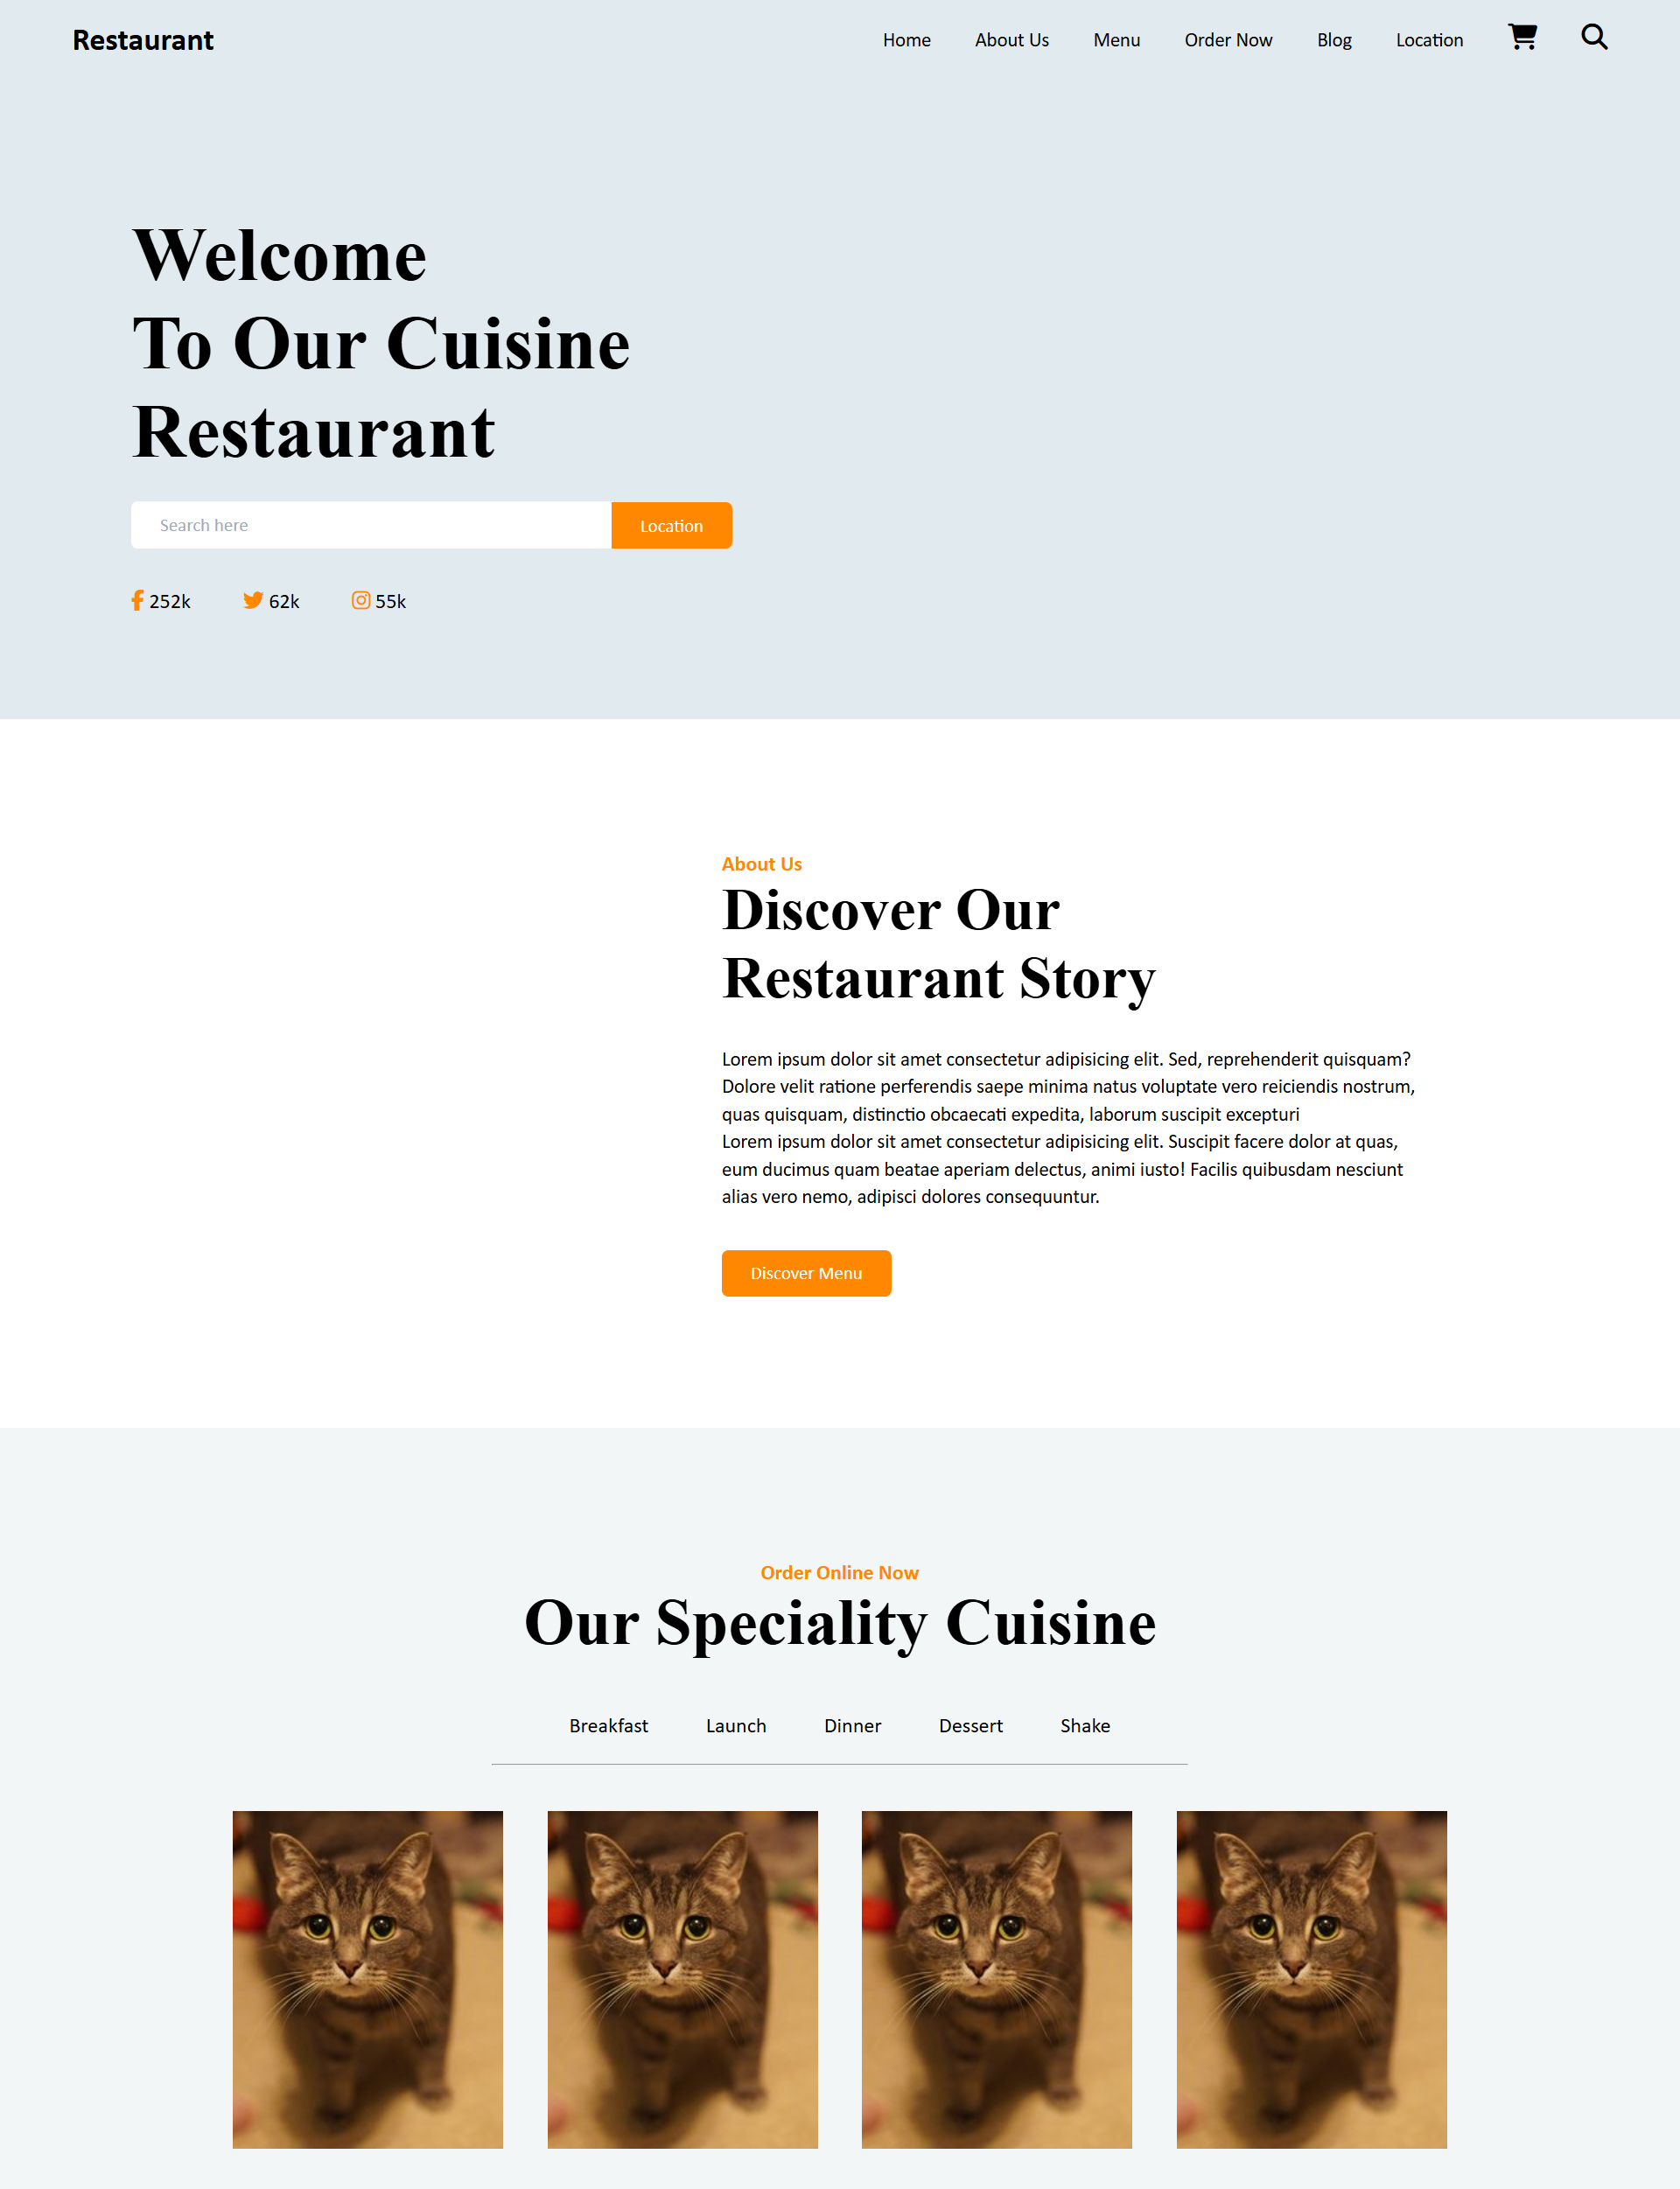 Restaurant
Home About Us Menu Order Now Blog Location
Welcome
To Our Cuisine
Restaurant
Search here Location
252k 62k 55k
About Us
Discover Our
Restaurant Story
Lorem ipsum dolor sit amet consectetur adipisicing elit. Sed, reprehenderit quisquam?
Dolore velit ratione perferendis saepe minima natus voluptate vero reiciendis nostrum,
quas quisquam, distinctio obcaecati expedita, laborum suscipit excepturi
Lorem ipsum dolor sit amet consectetur adipisicing elit. Suscipit facere dolor at quas,
eum ducimus quam beatae aperiam delectus, animi iusto! Facilis quibusdam nesciunt
alias vero nemo, adipisci dolores consequuntur.
Discover Menu
Order Online Now
Our Speciality Cuisine
Breakfast Launch Dinner Dessert Shake